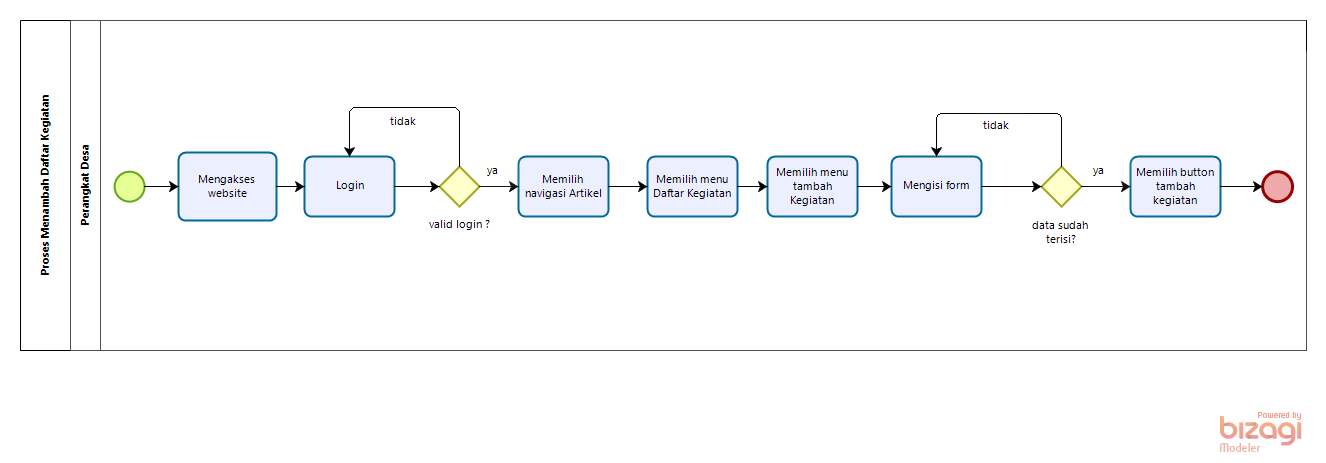 Proses Menambah Daftar Kegiatan
Perangkat Desa
Mengakses
website
Login
tidak
valid login ?
ya
Memilih
navigasi Artikel
Memilih menu
Daftar Kegiatan
Memilih menu
tambah
Kegiatan
Mengisi form
tidak
data sudah
terisi?
ya
Memilih button
tambah
kegiatan
Powered by
bizagi
Modeler